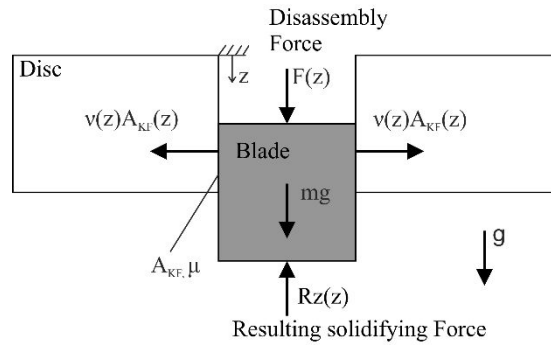 Disassembly
Force
Disc
z
F(z)
ν(z)A_KF(z)
ν(z)A_KF(z)
Blade
mg
g
A_KF, μ
Rz(z)
Resulting solidifying Force